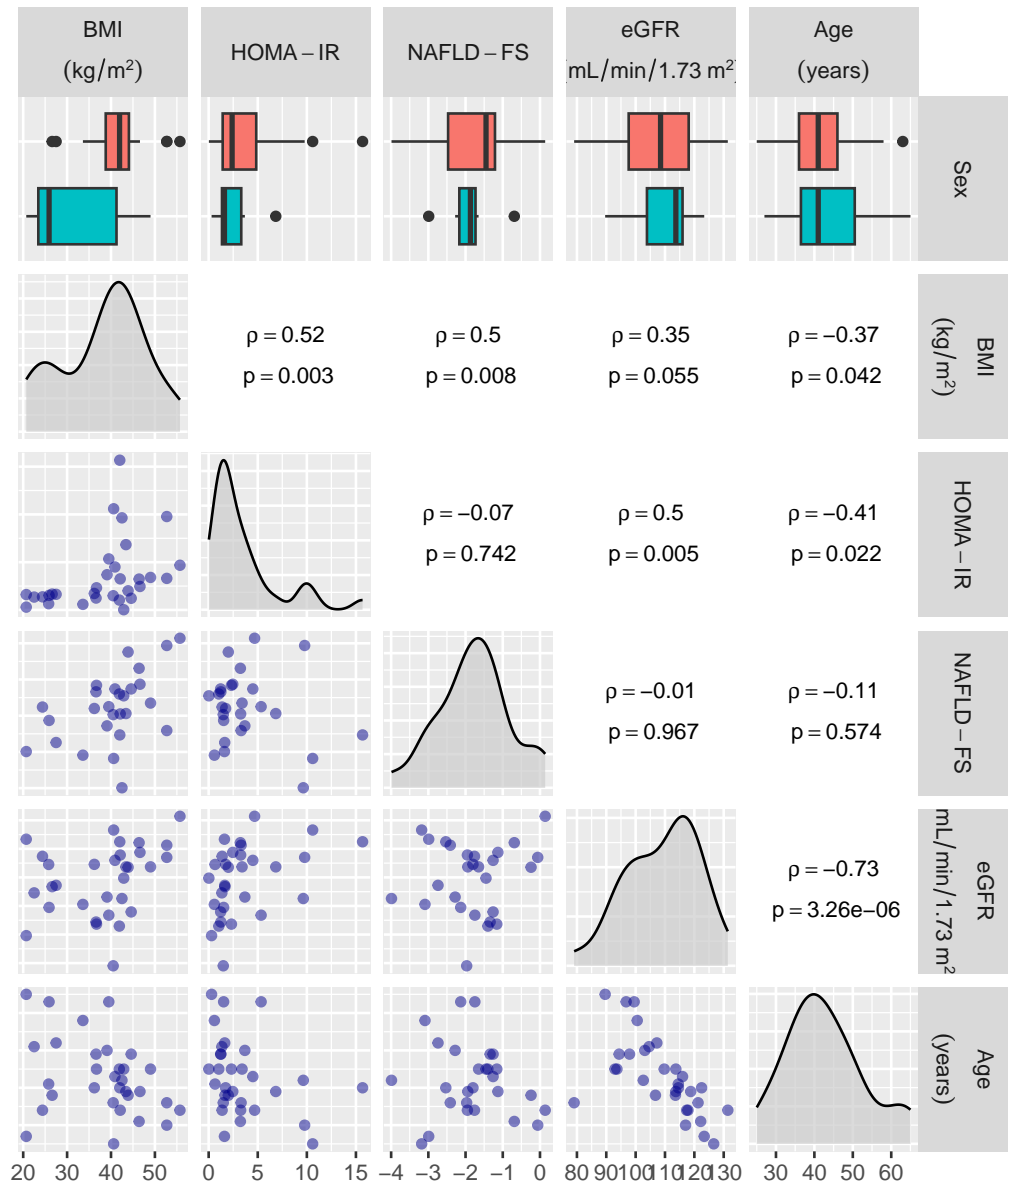 BMI
(kg/m²)
HOMA − IR
NAFLD − FS
eGFR
mL/min/1.73 m²
Age
(years)
Sex
ρ = 0.52
p = 0.003
ρ = 0.5
p = 0.008
ρ = 0.35
p = 0.055
ρ = −0.37
p = 0.042
BMI
(kg/m²)
ρ = −0.07
p = 0.742
ρ = 0.5
p = 0.005
ρ = −0.41
p = 0.022
HOMA − IR
ρ = −0.01
p = 0.967
ρ = −0.11
p = 0.574
NAFLD − FS
ρ = −0.73
p = 3.26e−06
eGFR
mL/min/1.73 m²
Age
(years)
20 30 40 50
0 5 10 15
−4 −3 −2 −1 0
80 90 100 110 120 130
30 40 50 60